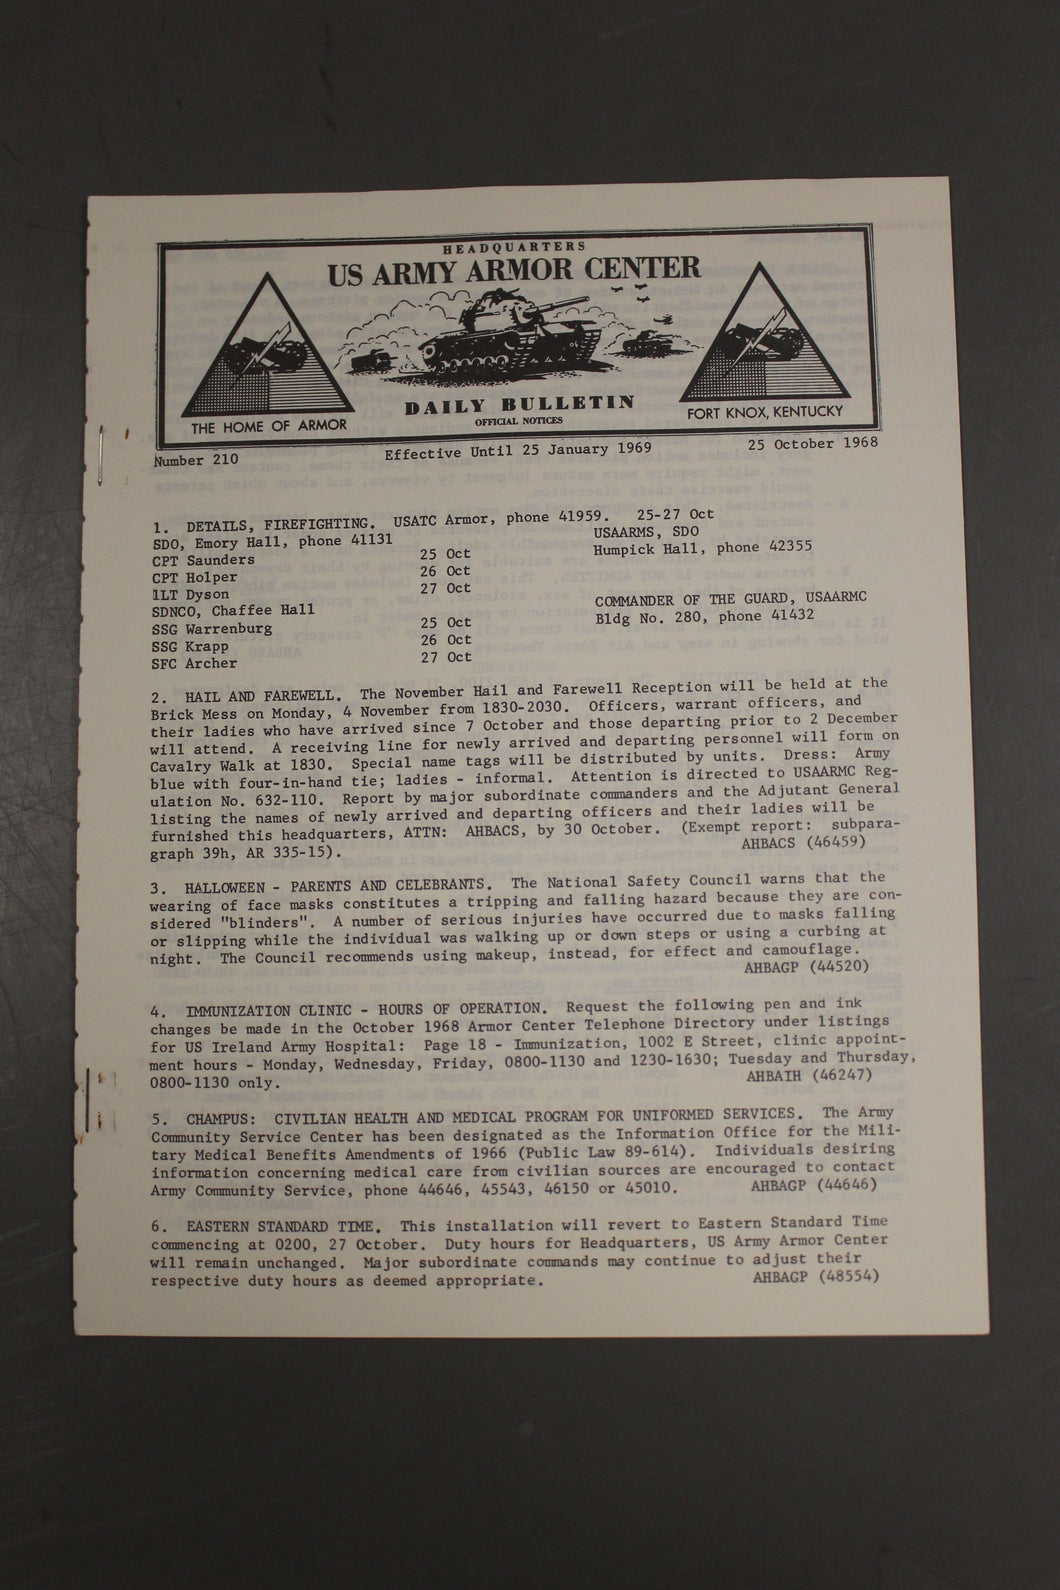 HEADQUARTERS
US ARMY ARMOR CENTER
DAILY BULLETIN
OFFICIAL NOTICES
THE HOME OF ARMOR
FORT KNOX, KENTUCKY
Number 210 Effective Until 25 January 1969 25 October 1968
1. DETAILS, FIREFIGHTING. USATC Armor, phone 41959. 25-27 Oct
SDO, Emory Hall, phone 41131 USAARMS, SDO
CPT Saunders 25 Oct Humpick Hall, phone 42355
CPT Holper 26 Oct
1LT Dyson 27 Oct
SDNCO, Chaffee Hall COMMANDER OF THE GUARD, USAARMC
SSG Warrenburg 25 Oct Bldg No. 280, phone 41432
SSG Krapp 26 Oct
SFC Archer 27 Oct
2. HAIL AND FAREWELL. The November Hail and Farewell Reception will be held at the
Brick Mess on Monday, 4 November from 1830-2030. Officers, warrant officers, and
their ladies who have arrived since 7 October and those departing prior to 2 December
will attend. A receiving line for newly arrived and departing personnel will form on
Cavalry Walk at 1830. Special name tags will be distributed by units. Dress: Army
blue with four-in-hand tie; ladies - informal. Attention is directed to USAARMC Reg-
ulation No. 632-110. Report by major subordinate commanders and the Adjutant General
listing the names of newly arrived and departing officers and their ladies will be
furnished this headquarters, ATTN: AHBACS, by 30 October. (Exempt report: subpara-
graph 39h, AR 335-15). AHBACS (46459)
3. HALLOWEEN - PARENTS AND CELEBRANTS. The National Safety Council warns that the
wearing of face masks constitutes a tripping and falling hazard because they are con-
sidered "blinders". A number of serious injuries have occurred due to masks falling
or slipping while the individual was walking up or down steps or using a curbing at
night. The Council recommends using makeup, instead, for effect and camouflage.
AHBAGP (44520)
4. IMMUNIZATION CLINIC - HOURS OF OPERATION. Request the following pen and ink
changes be made in the October 1968 Armor Center Telephone Directory under listings
for US Ireland Army Hospital: Page 18 - Immunization, 1002 E Street, clinic appoint-
ment hours - Monday, Wednesday, Friday, 0800-1130 and 1230-1630; Tuesday and Thursday,
0800-1130 only. AHBAIH (46247)
5. CHAMPUS: CIVILIAN HEALTH AND MEDICAL PROGRAM FOR UNIFORMED SERVICES. The Army
Community Service Center has been designated as the Information Office for the Mili-
tary Medical Benefits Amendments of 1966 (Public Law 89-614). Individuals desiring
information concerning medical care from civilian sources are encouraged to contact
Army Community Service, phone 44646, 45543, 46150 or 45010. AHBAGP (44646)
6. EASTERN STANDARD TIME. This installation will revert to Eastern Standard Time
commencing at 0200, 27 October. Duty hours for Headquarters, US Army Armor Center
will remain unchanged. Major subordinate commands may continue to adjust their
respective duty hours as deemed appropriate. AHBAGP (48554)